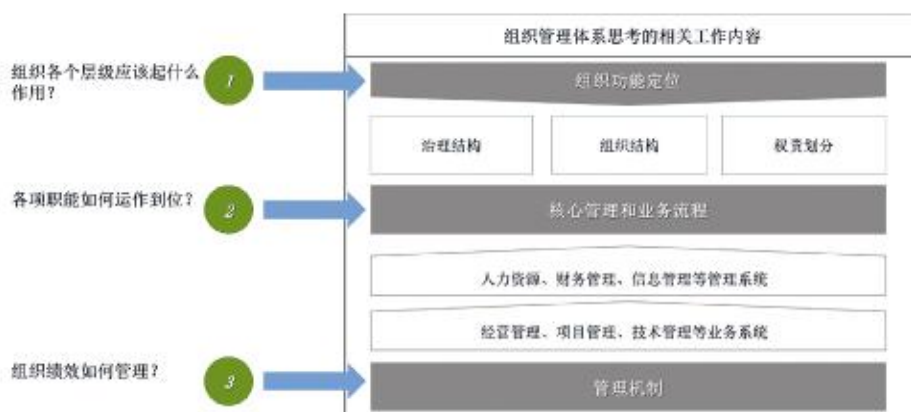 组织管理体系思考的相关工作内容
组织各个层级应该起什么
作用？
1
组织功能定位
治理结构
组织结构
权责划分
各项职能如何运作到位？
2
核心管理和业务流程
人力资源、财务管理、信息管理等管理系统
经营管理、项目管理、技术管理等业务系统
组织绩效如何管理？
3
管理机制